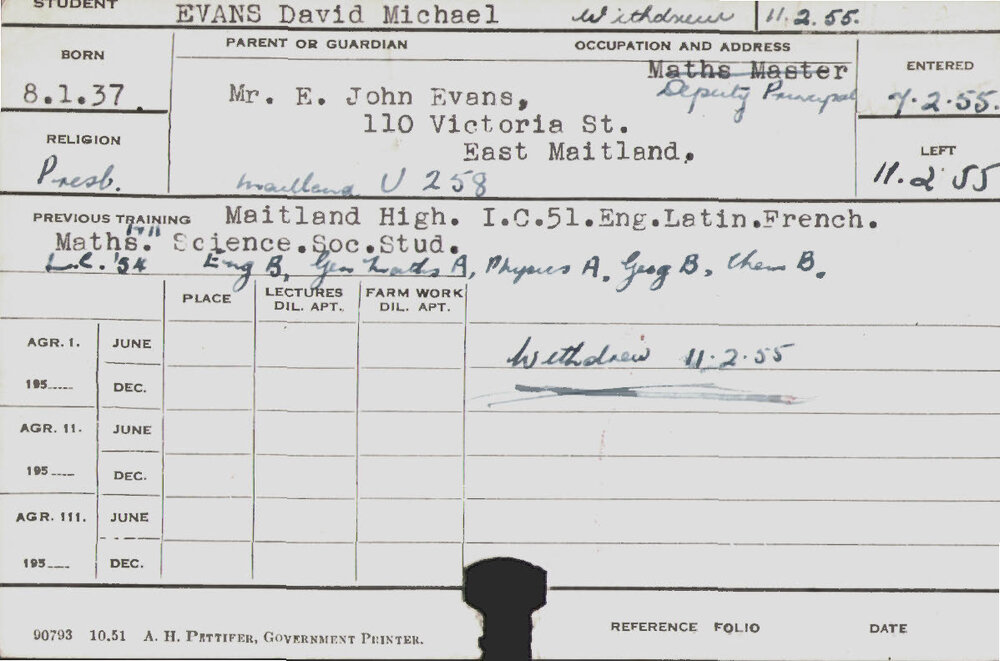 STUDENT EVANS David Michael Withdrew 11.2.55.
BORN PARENT OR GUARDIAN OCCUPATION AND ADDRESS ENTERED
Maths Master
8.1.37. Mr. E. John Evans, Deputy Principal 7.2.55.
110 Victoria St.
RELIGION East Maitland. LEFT
Presb. Maitland U 258 11.2 55
PREVIOUS TRAINING Maitland High. I.C.51.Eng.Latin.French.
Maths. I+II Science.Soc.Stud.
L.C. '54 Eng B, Gen Maths A, Physics A, Geog B, Chem B.
PLACE LECTURES FARM WORK
DIL. APT. DIL. APT.
AGR. 1. JUNE Withdrew 11.2.55
195 DEC.
AGR. 11. JUNE
195 DEC.
AGR. 111. JUNE
195 DEC.
90793 10.51 A. H. PETTIFER, GOVERNMENT PRINTER. REFERENCE FOLIO DATE